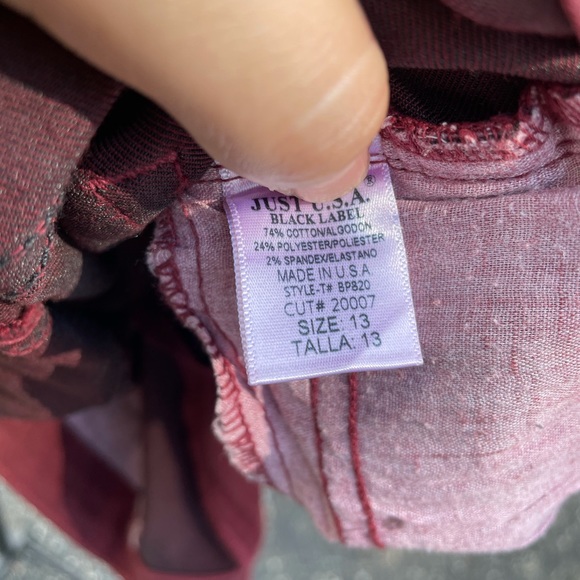 JUST U.S.A.®
BLACK LABEL
74% COTTON/ALGODON
24% POLYESTER/POLIESTER
2% SPANDEX/ELASTANO
MADE IN U.S.A
STYLE-T# BP820
CUT# 20007
SIZE: 13
TALLA: 13